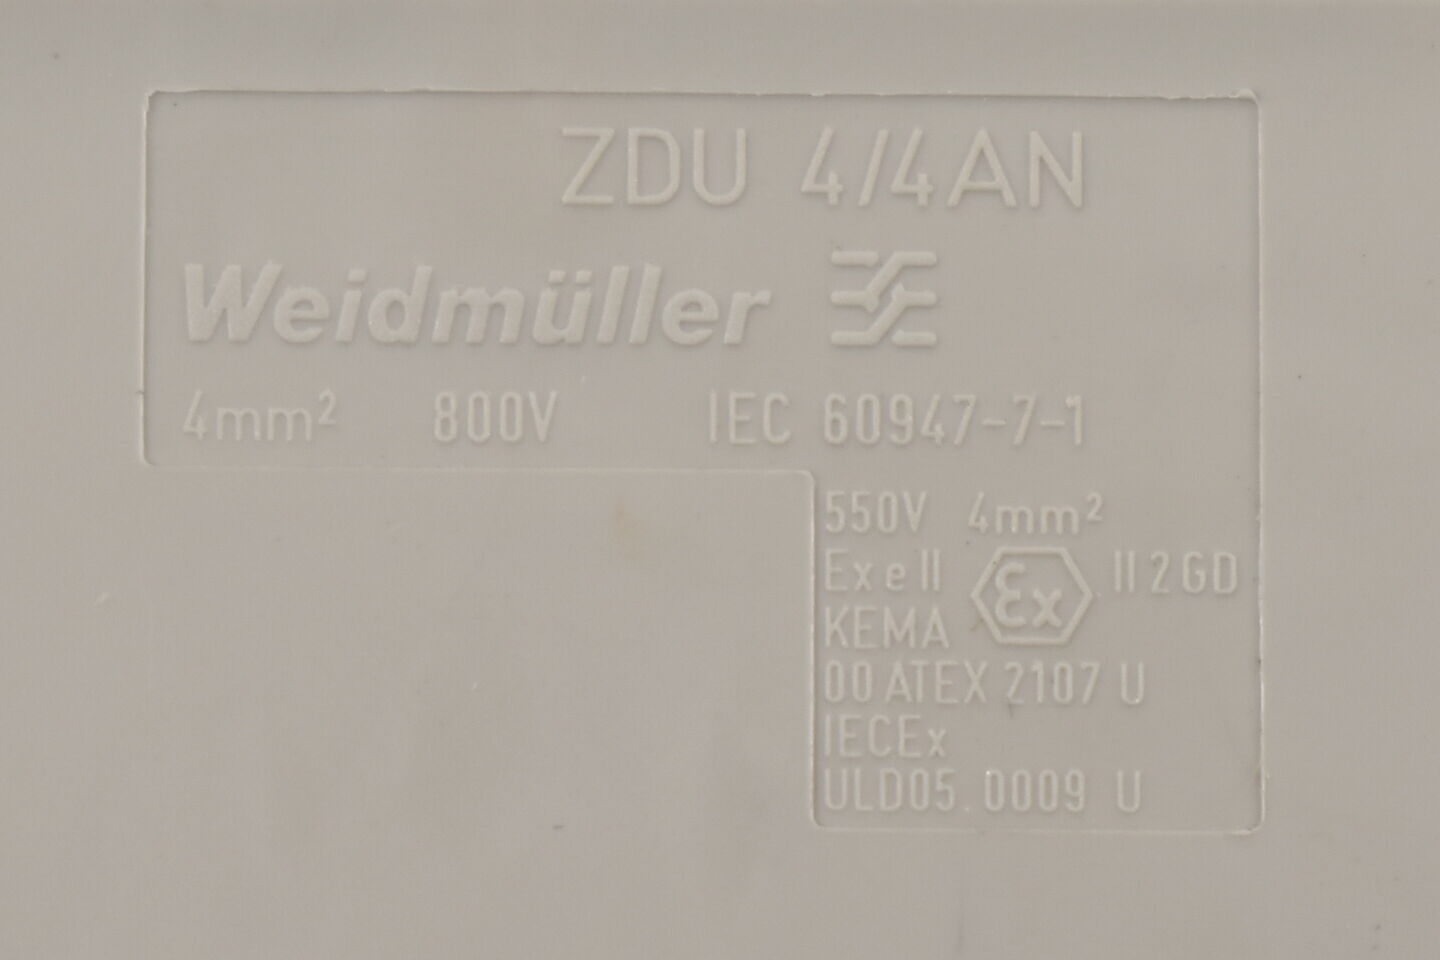 ZDU 4/4AN
Weidmüller
4mm² 800V IEC 60947-7-1
550V 4mm²
Ex e II Ex II 2 G D
KEMA
00 ATEX 2107 U
IECEx
ULD05.0009 U